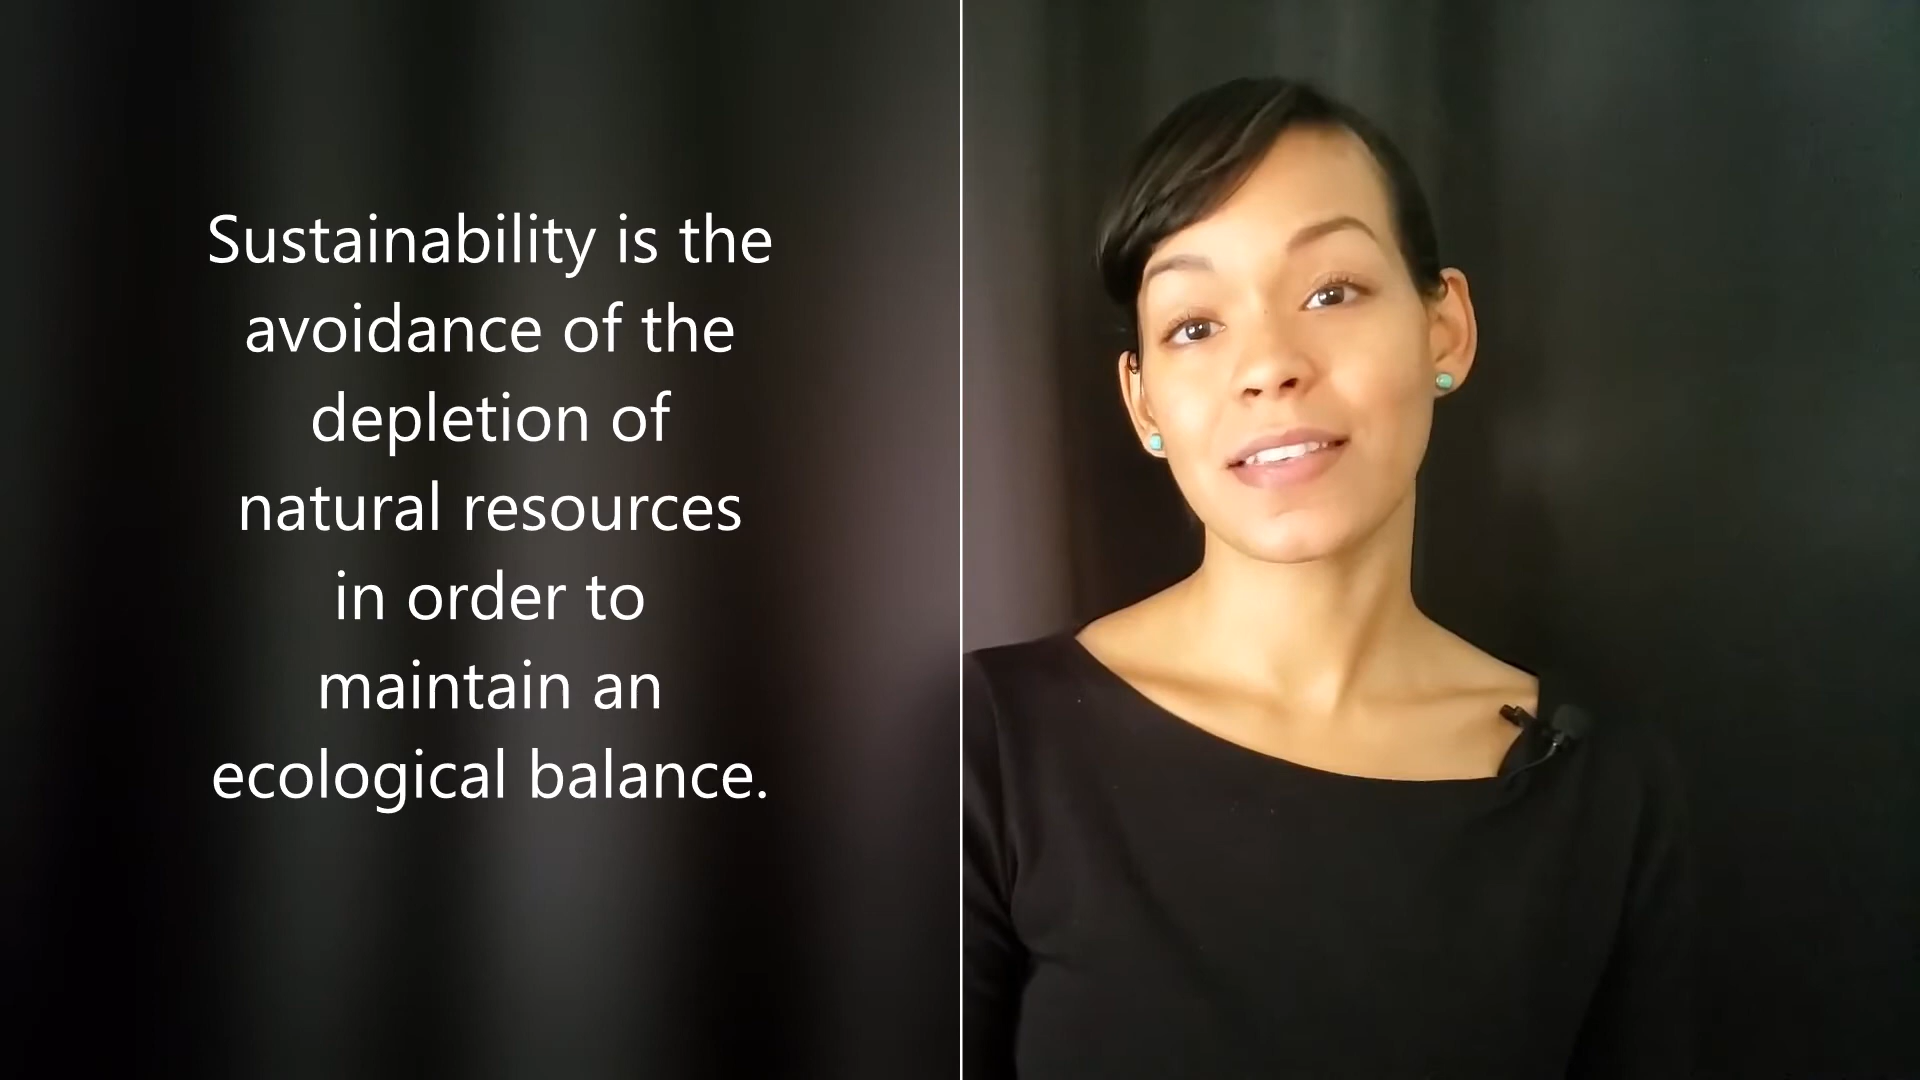 Sustainability is the
avoidance of the
depletion of
natural resources
in order to
maintain an
ecological balance.